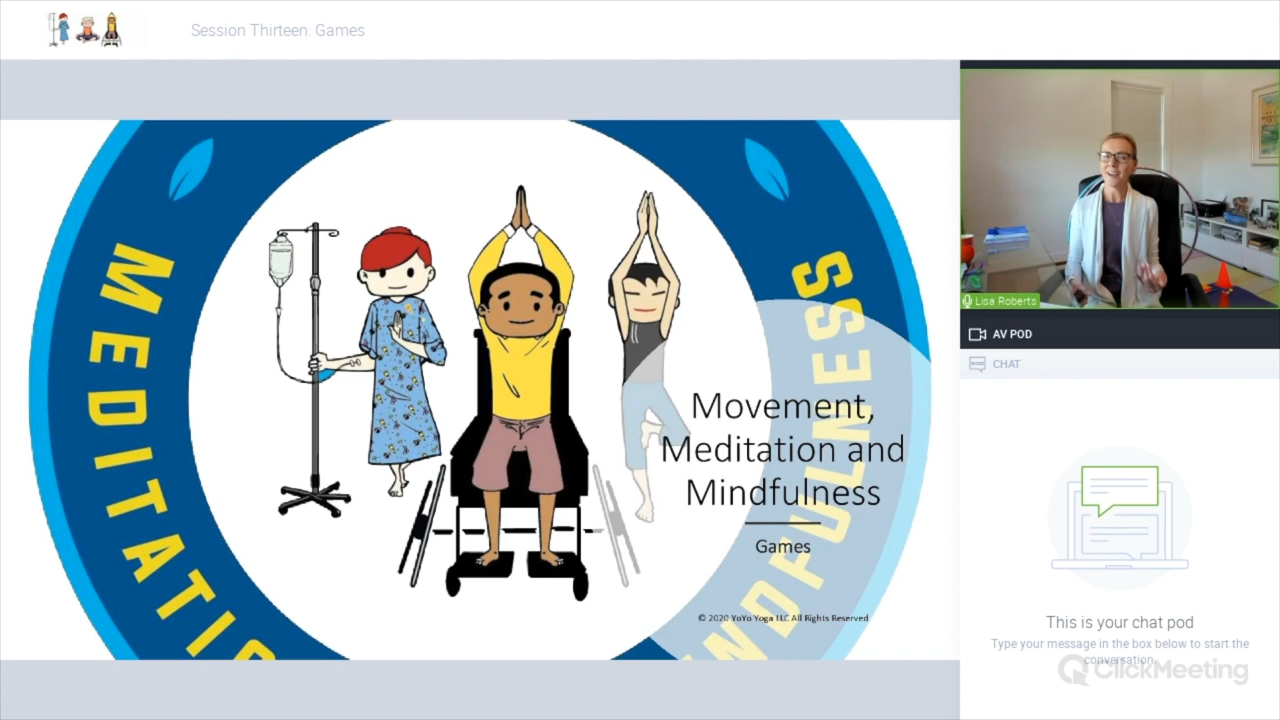 Session Thirteen: Games
MEDITATIO
NDFULNESS
Movement,
Meditation and
Mindfulness
Games
© 2020 YoYo Yoga LLC All Rights Reserved
Lisa Roberts
AV POD
CHAT
This is your chat pod
Type your message in the box below to start the
conversation.
ClickMeeting